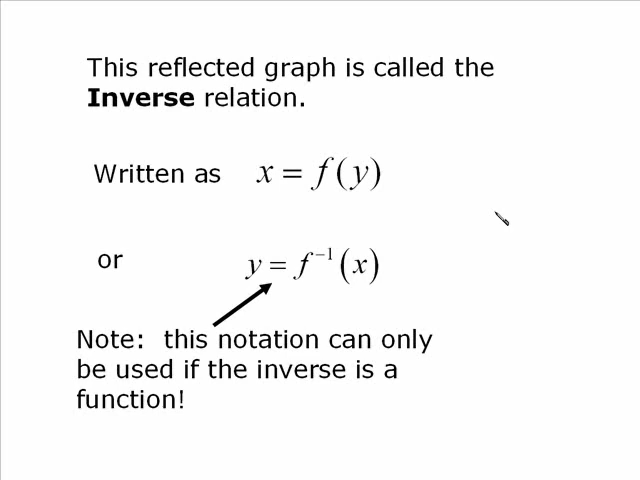 This reflected graph is called the
Inverse relation.
Written as x = f(y)
or y = f⁻¹(x)
Note: this notation can only
be used if the inverse is a
function!